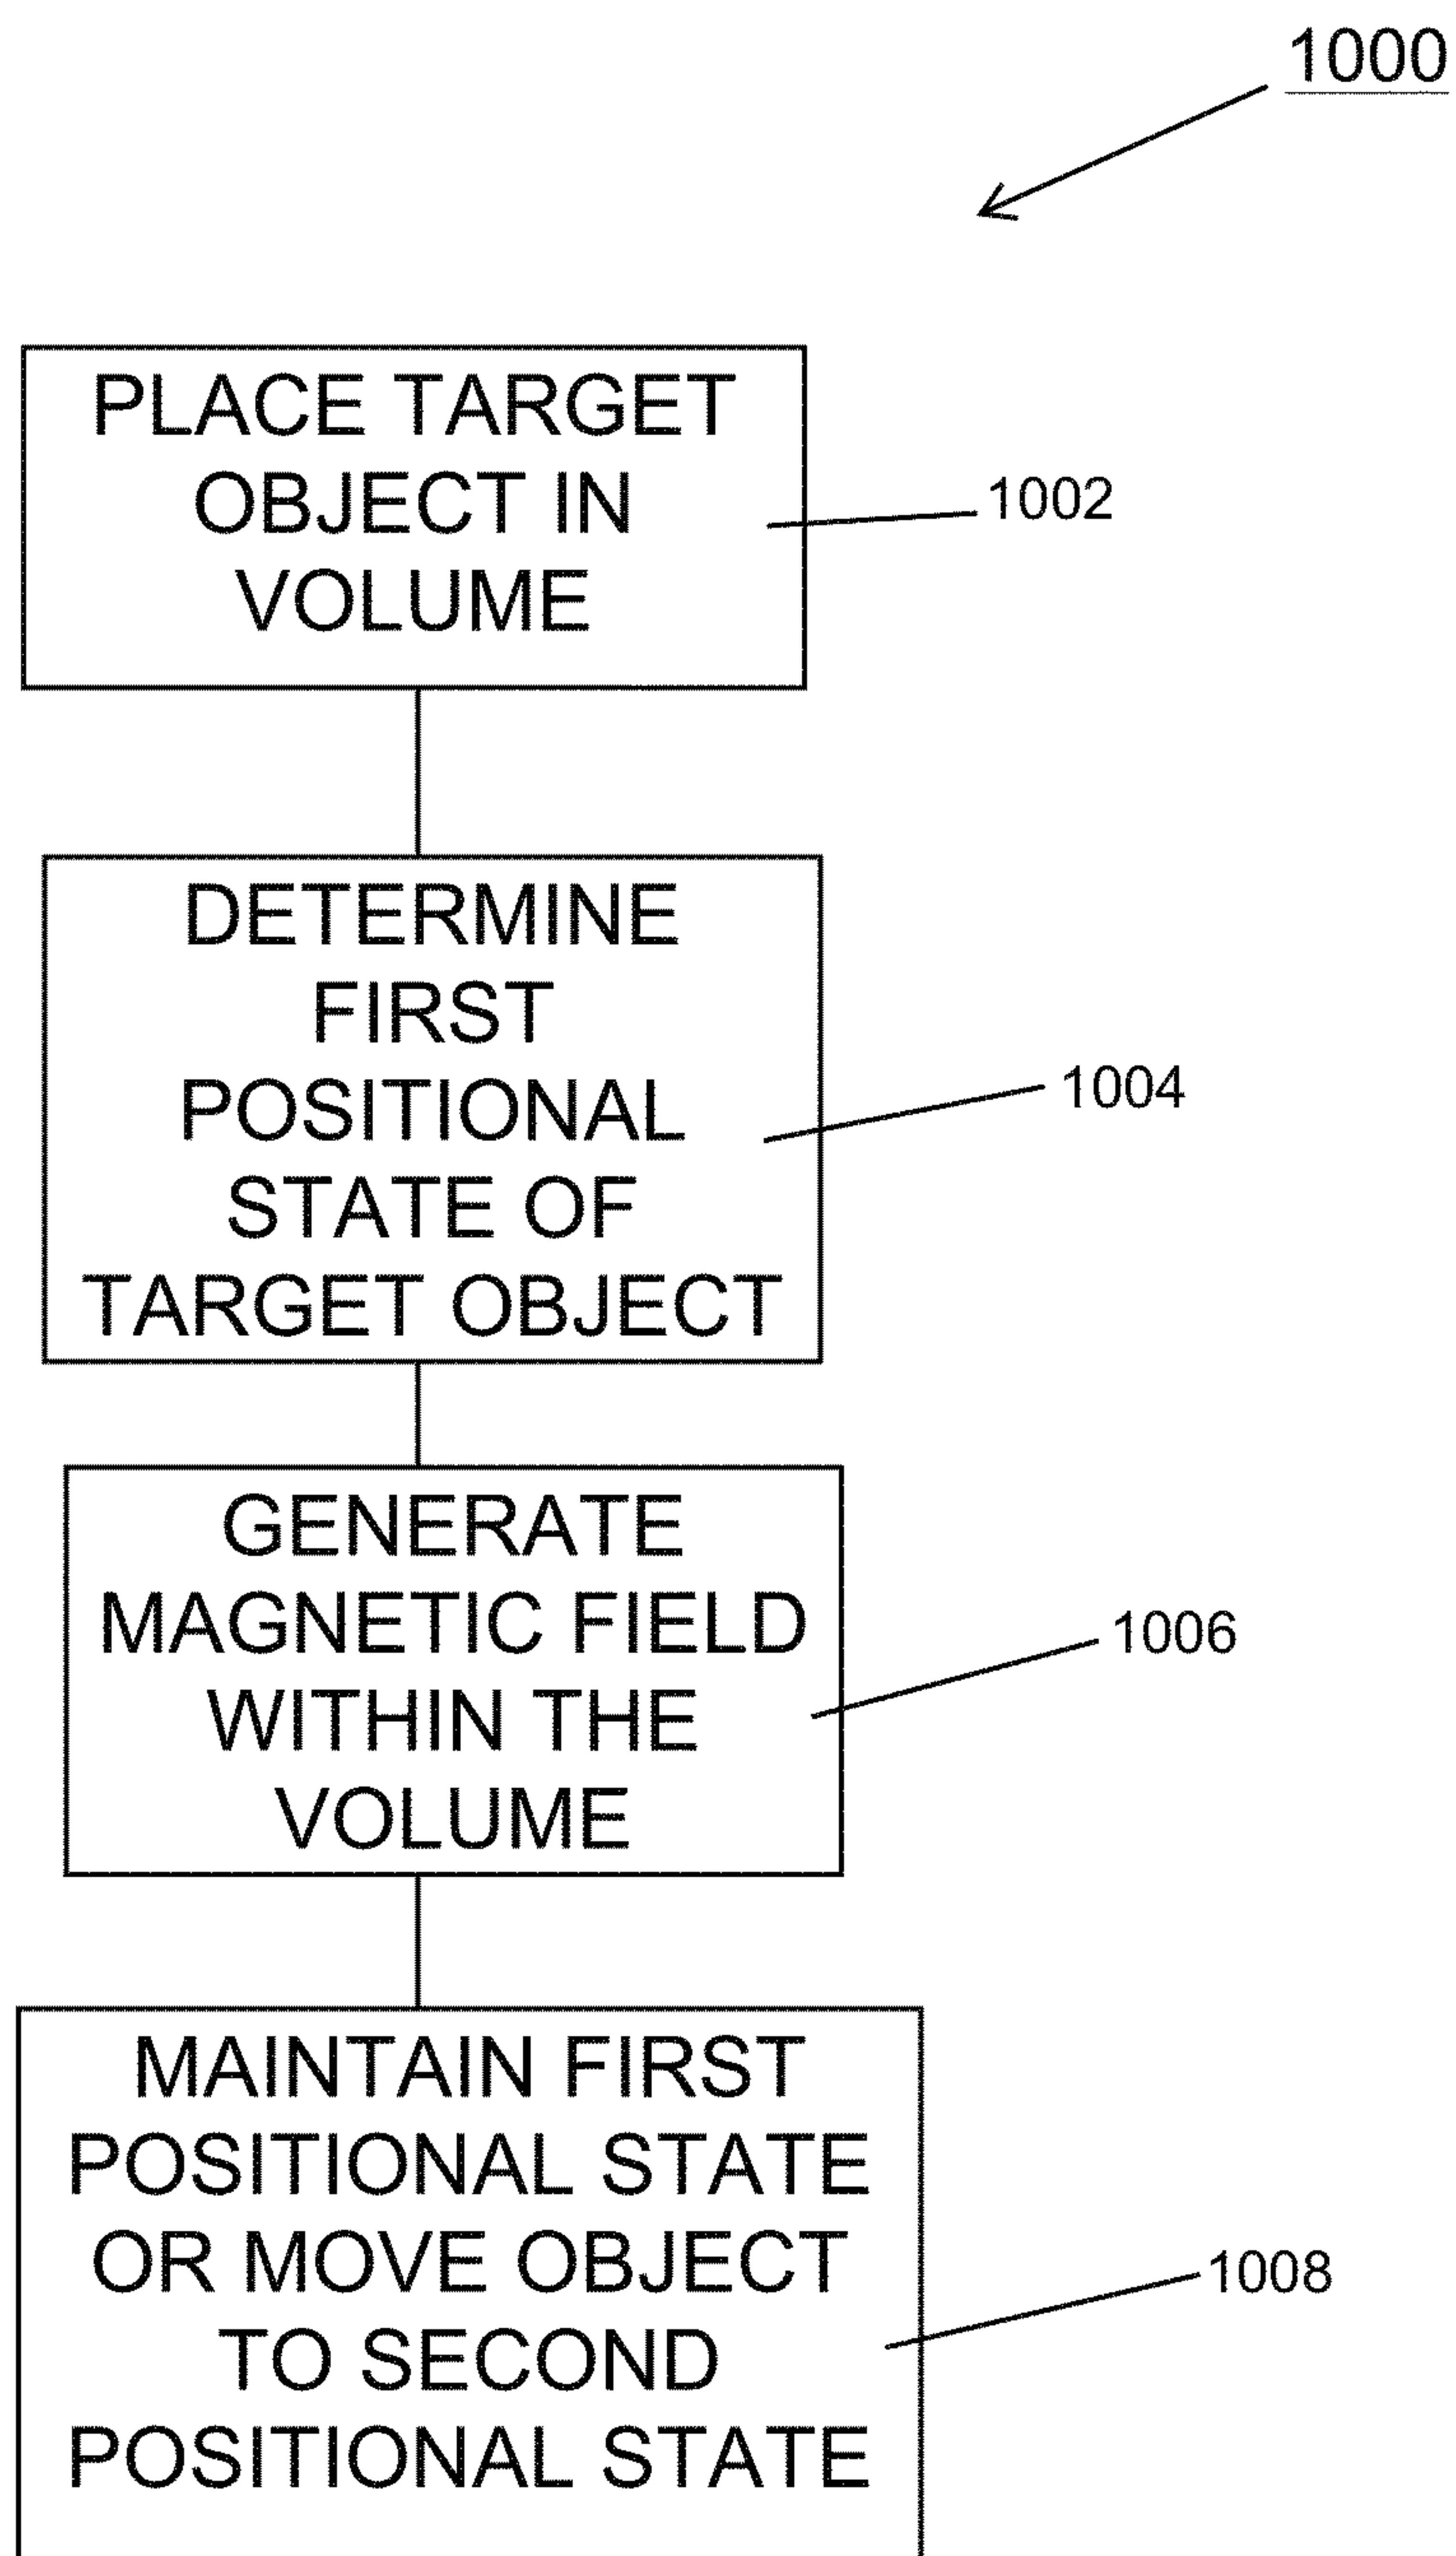 1000
PLACE TARGET
OBJECT IN
VOLUME
1002
DETERMINE
FIRST
POSITIONAL
STATE OF
TARGET OBJECT
1004
GENERATE
MAGNETIC FIELD
WITHIN THE
VOLUME
1006
MAINTAIN FIRST
POSITIONAL STATE
OR MOVE OBJECT
TO SECOND
POSITIONAL STATE
1008